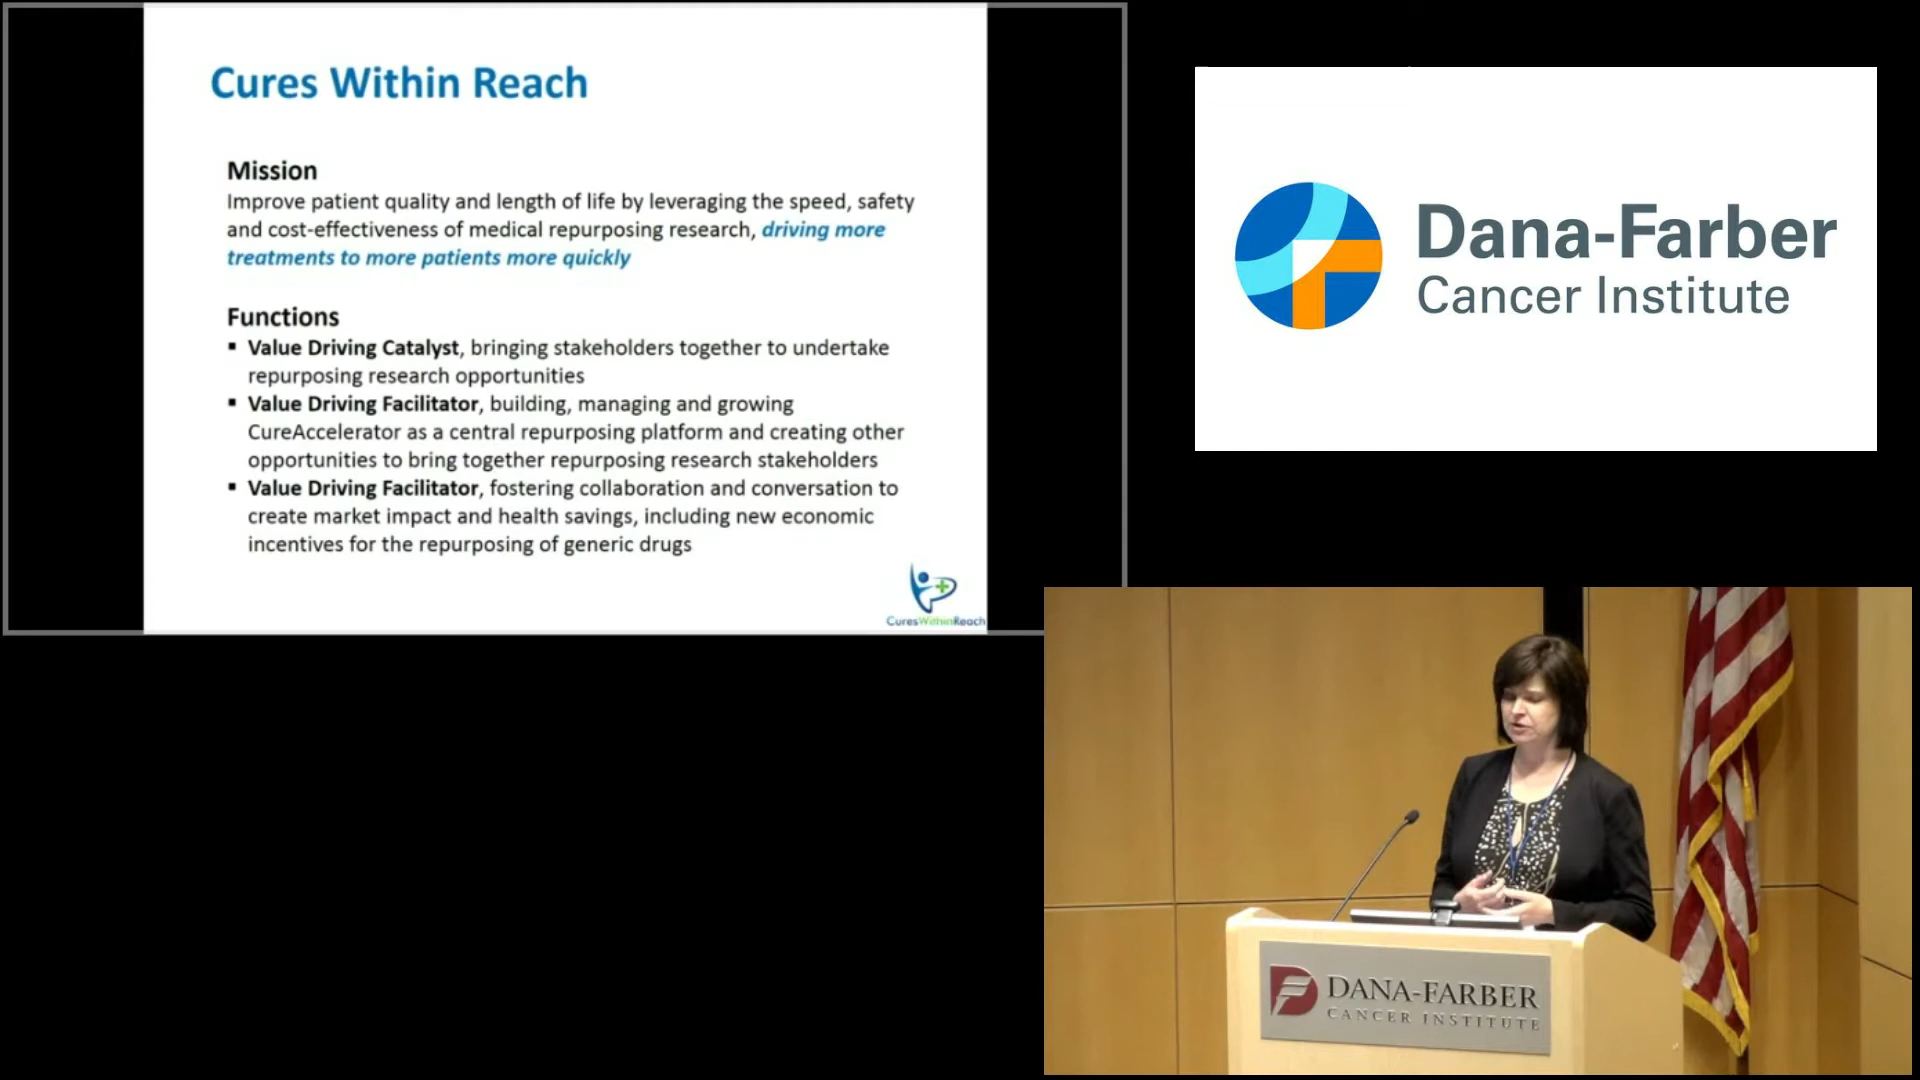 Cures Within Reach
Mission
Improve patient quality and length of life by leveraging the speed, safety
and cost-effectiveness of medical repurposing research, driving more
treatments to more patients more quickly
Functions
▪ Value Driving Catalyst, bringing stakeholders together to undertake
repurposing research opportunities
▪ Value Driving Facilitator, building, managing and growing
CureAccelerator as a central repurposing platform and creating other
opportunities to bring together repurposing research stakeholders
▪ Value Driving Facilitator, fostering collaboration and conversation to
create market impact and health savings, including new economic
incentives for the repurposing of generic drugs
CuresWithinReach
Dana-Farber
Cancer Institute
DANA-FARBER
CANCER INSTITUTE